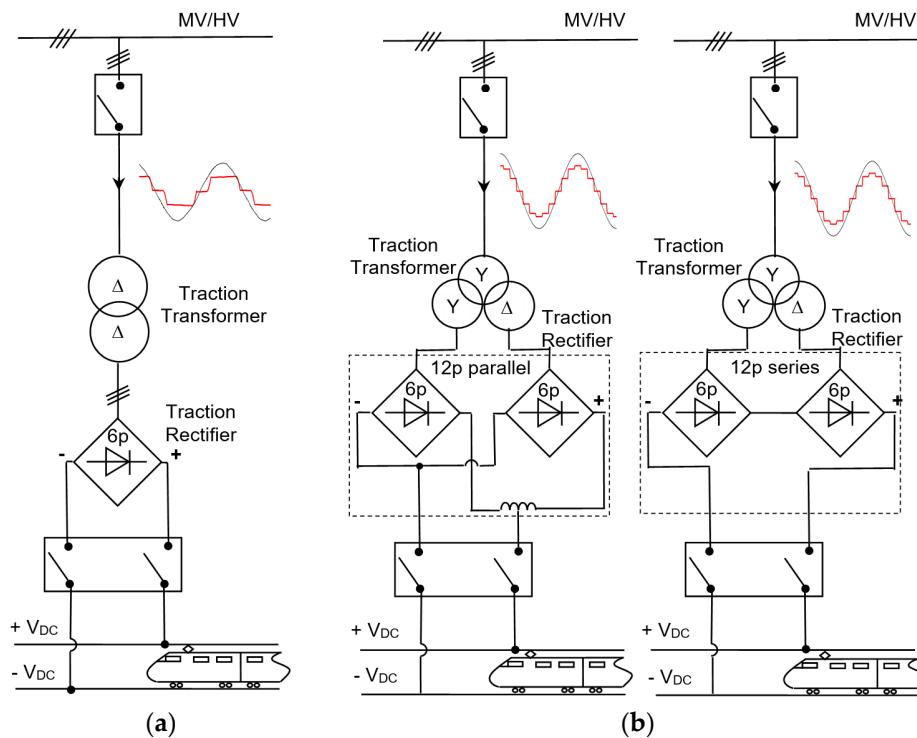 MV/HV
Δ
Δ
Traction
Transformer
Traction
Rectifier
6p
-
+
+ VDC
- VDC
(a)
MV/HV
Traction
Transformer
Y
Y
Δ
Traction
Rectifier
12p parallel
6p
6p
-
+
+ VDC
- VDC
MV/HV
Traction
Transformer
Y
Y
Δ
Traction
Rectifier
12p series
6p
6p
-
+
+ VDC
- VDC
(b)